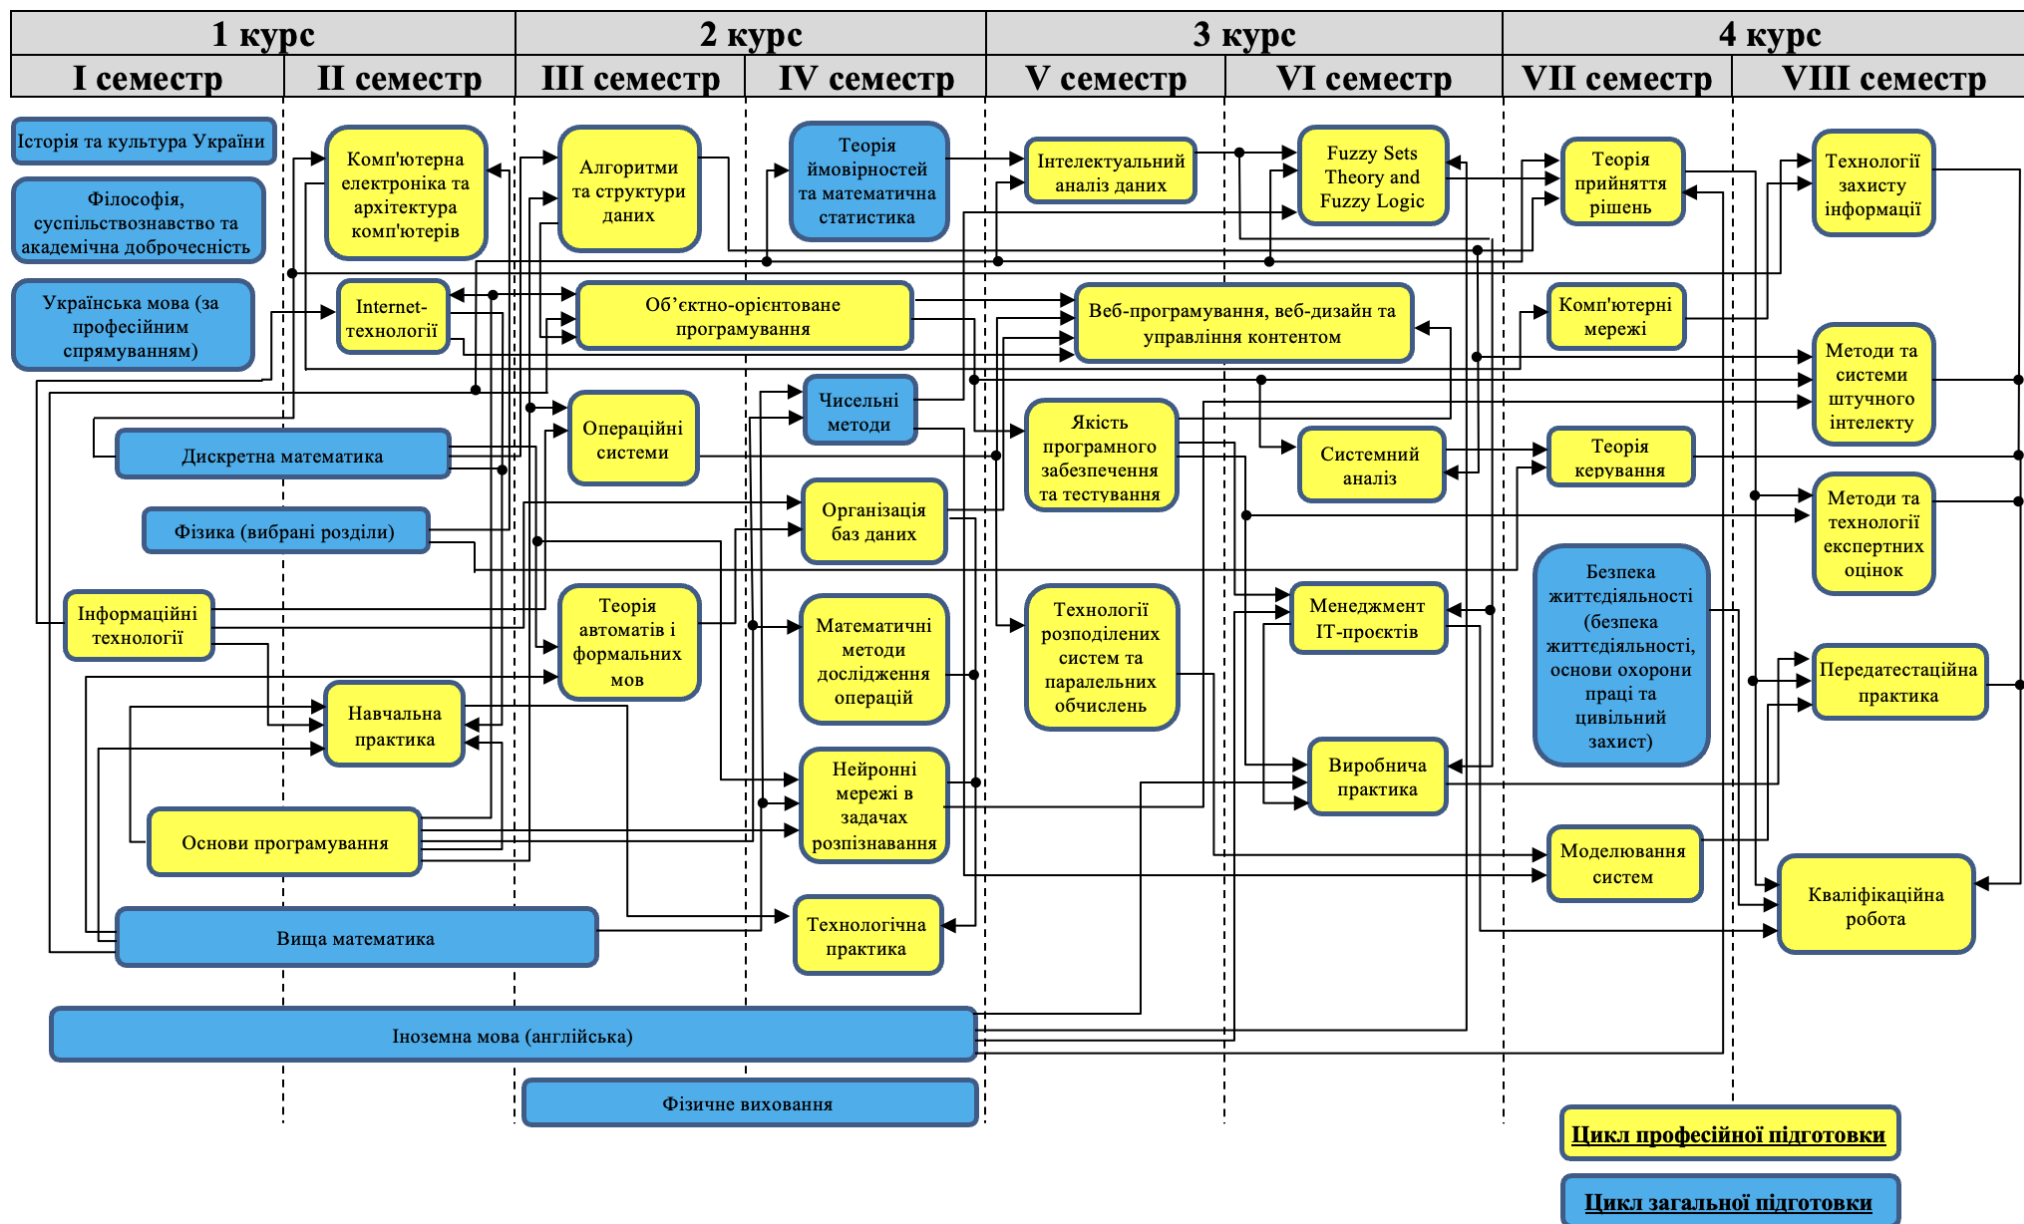 1 курс
2 курс
3 курс
4 курс
I семестр
II семестр
III семестр
IV семестр
V семестр
VI семестр
VII семестр
VIII семестр
Історія та культура України
Філософія,
суспільствознавство та
академічна доброчесність
Українська мова (за
професійним
спрямуванням)
Дискретна математика
Фізика (вибрані розділи)
Інформаційні
технології
Основи програмування
Вища математика
Іноземна мова (англійська)
Комп'ютерна
електроніка та
архітектура
комп'ютерів
Internet-
технології
Навчальна
практика
Алгоритми
та структури
даних
Об’єктно-орієнтоване
програмування
Операційні
системи
Теорія
автоматів і
формальних
мов
Фізичне виховання
Теорія
ймовірностей
та математична
статистика
Чисельні
методи
Організація
баз даних
Математичні
методи
дослідження
операцій
Нейронні
мережі в
задачах
розпізнавання
Технологічна
практика
Інтелектуальний
аналіз даних
Веб-програмування, веб-дизайн та
управління контентом
Якість
програмного
забезпечення
та тестування
Технології
розподілених
систем та
паралельних
обчислень
Fuzzy Sets
Theory and
Fuzzy Logic
Системний
аналіз
Менеджмент
ІТ-проєктів
Виробнича
практика
Теорія
прийняття
рішень
Комп'ютерні
мережі
Теорія
керування
Безпека
життєдіяльності
(безпека
життєдіяльності,
основи охорони
праці та
цивільний
захист)
Моделювання
систем
Технології
захисту
інформації
Методи та
системи
штучного
інтелекту
Методи та
технології
експертних
оцінок
Передатестаційна
практика
Кваліфікаційна
робота
Цикл професійної підготовки
Цикл загальної підготовки